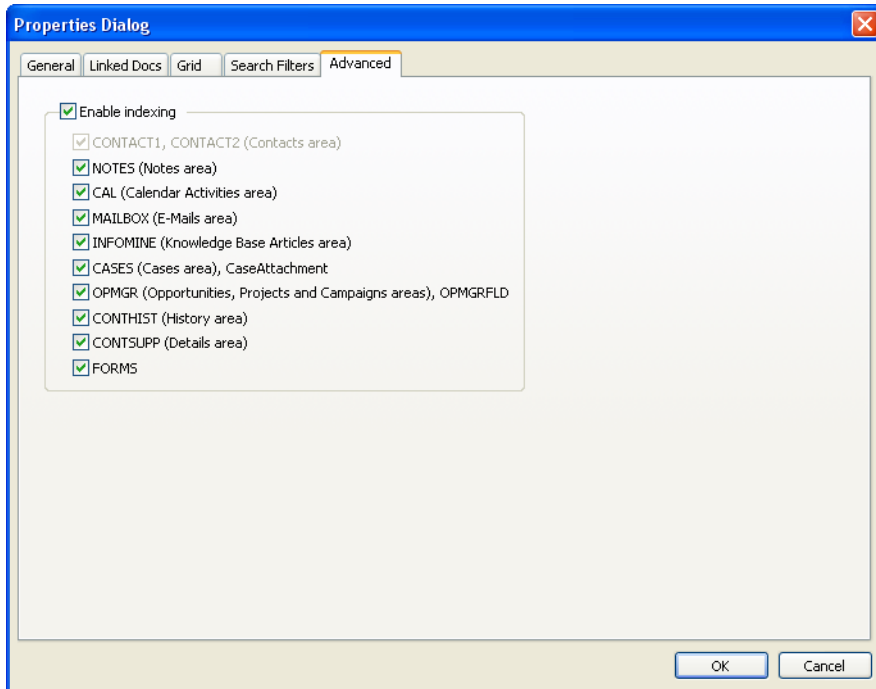 Properties Dialog
General Linked Docs Grid Search Filters Advanced
Enable indexing
CONTACT1, CONTACT2 (Contacts area)
NOTES (Notes area)
CAL (Calendar Activities area)
MAILBOX (E-Mails area)
INFOMINE (Knowledge Base Articles area)
CASES (Cases area), CaseAttachment
OPMGR (Opportunities, Projects and Campaigns areas), OPMGRFLD
CONTHIST (History area)
CONTSUPP (Details area)
FORMS
OK Cancel